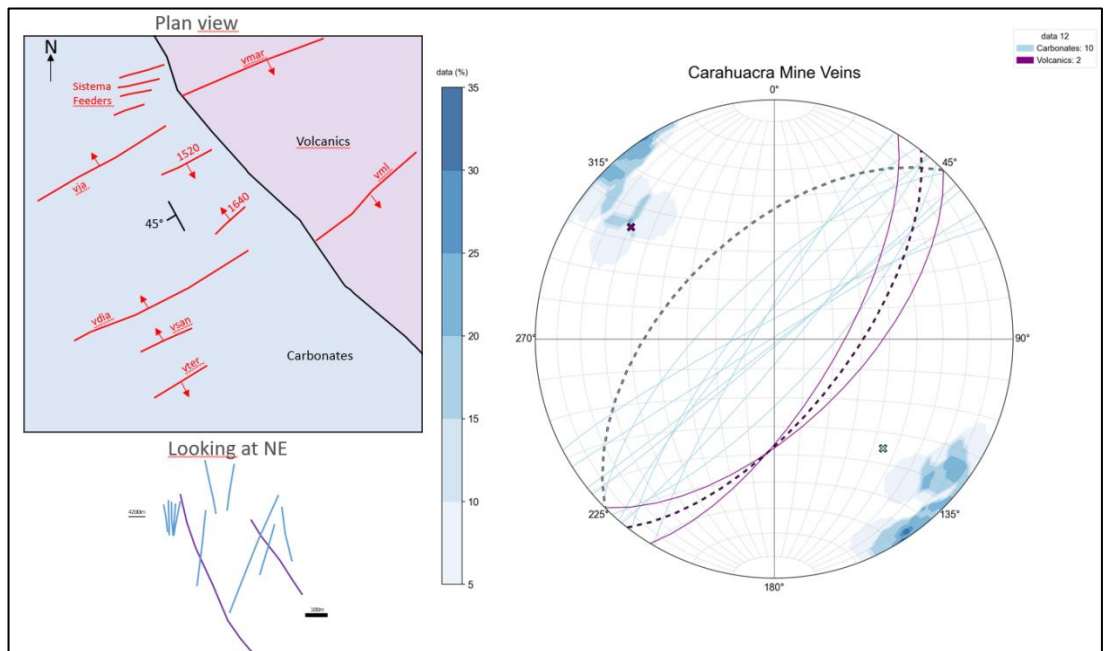 Plan view
N
Sistema
Feeders
vmar
Volcanics
1520
vja
vml
1640
45°
vdia
vsan
Carbonates
vter
Looking at NE
4200m
100m
data (%)
35
30
25
20
15
10
5
data 12
Carbonates: 10
Volcanics: 2
Carahuacra Mine Veins
0°
315°
45°
270°
90°
225°
135°
180°